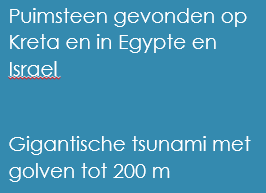 Puimsteen gevonden op
Kreta en in Egypte en
Israel
Gigantische tsunami met
golven tot 200 m